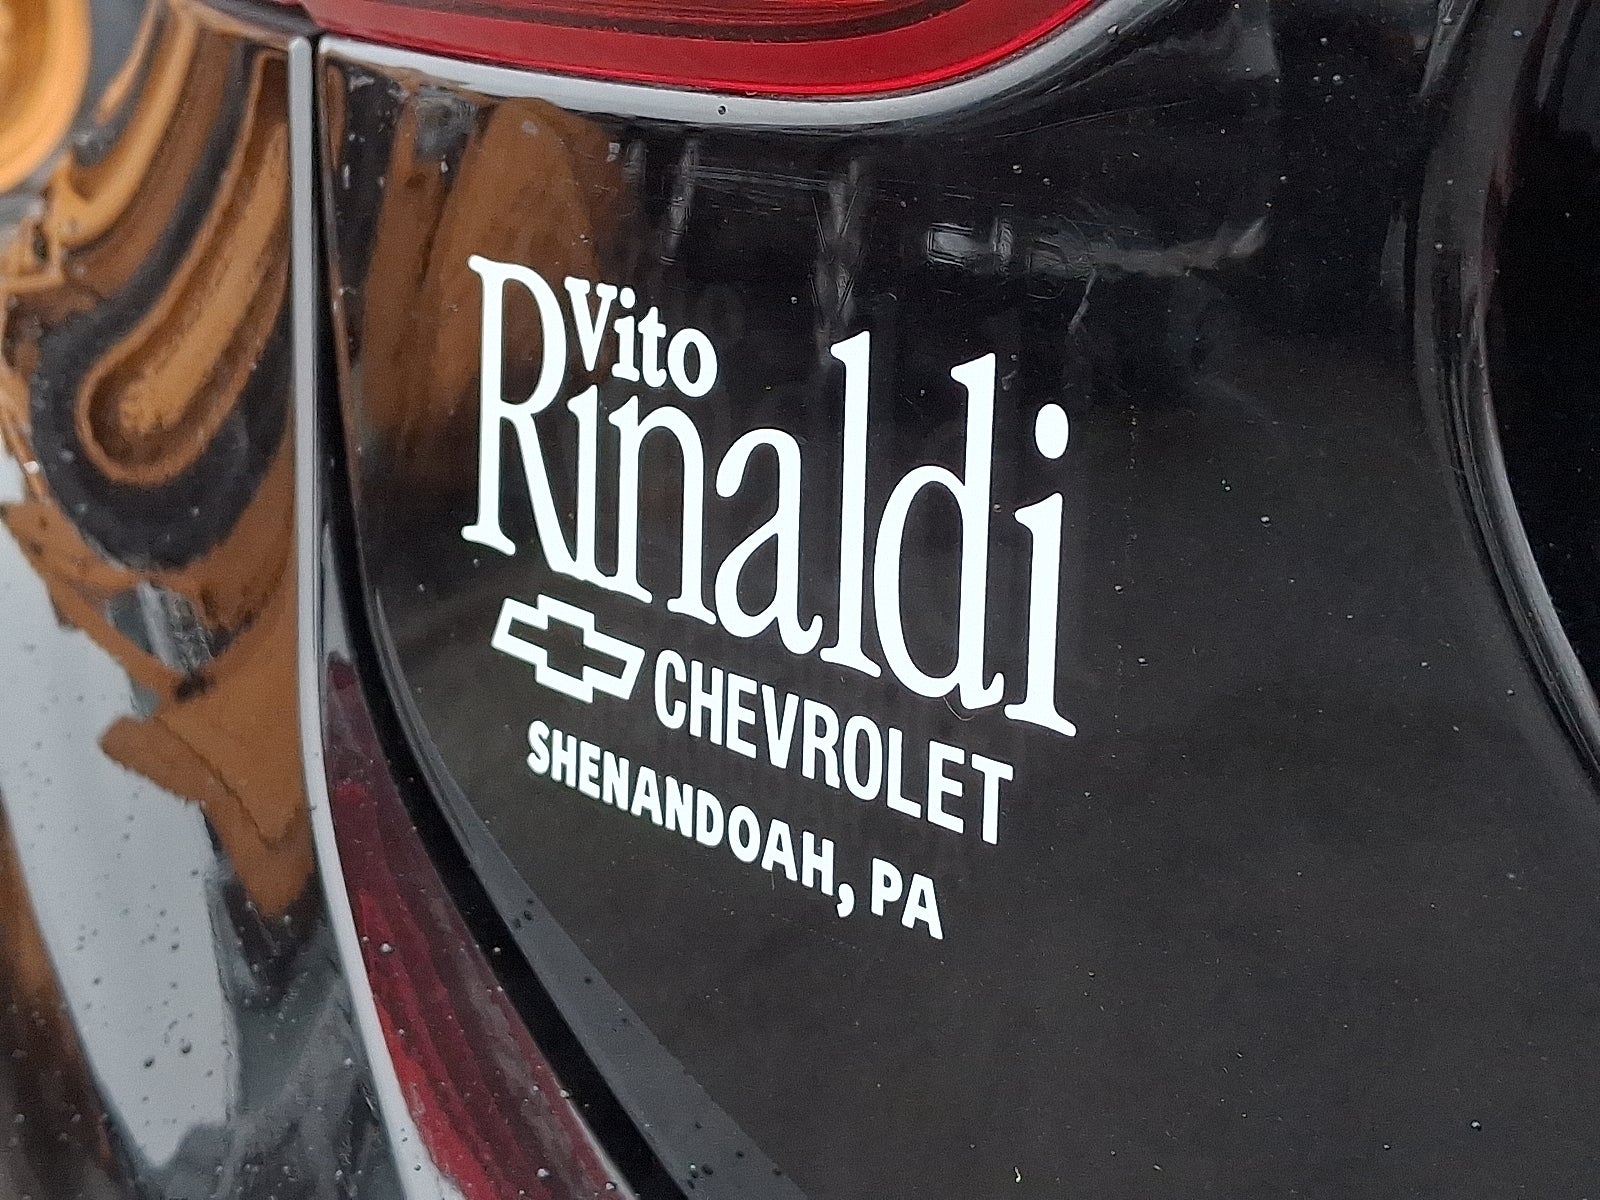 Vito
Rinaldi
CHEVROLET
SHENANDOAH, PA